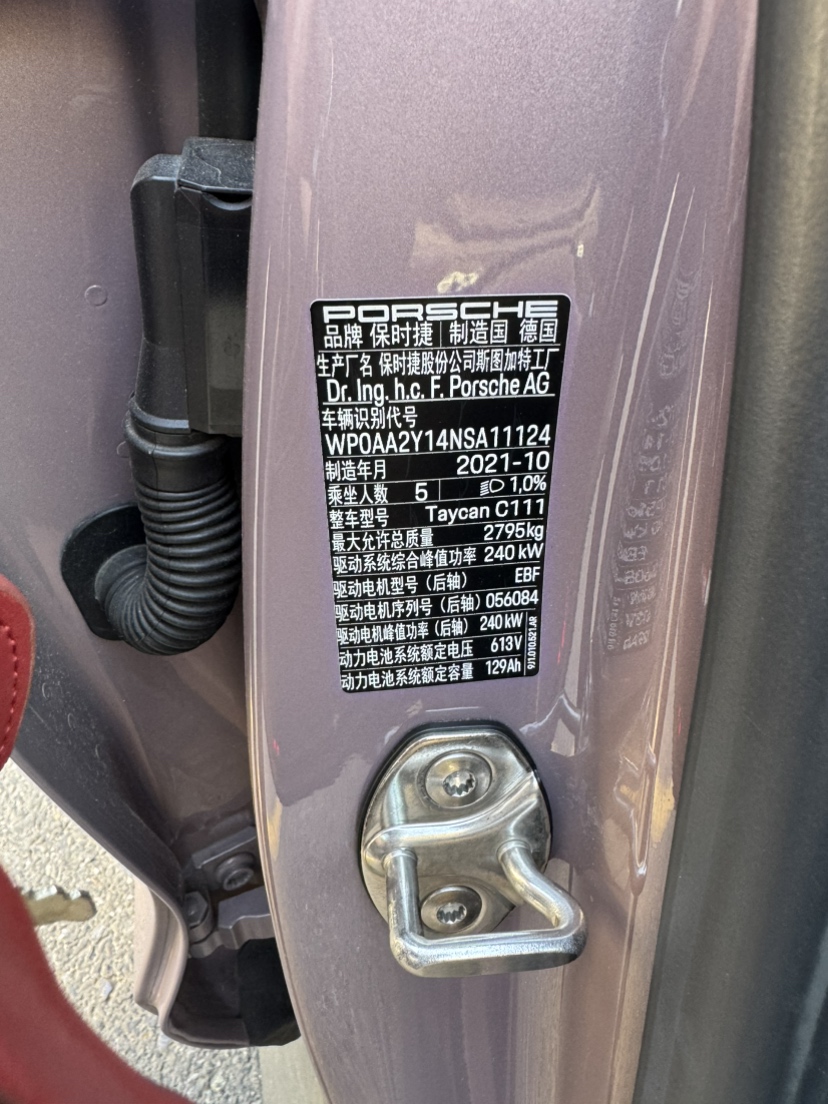 PORSCHE
品牌 保时捷 制造国 德国
生产厂名 保时捷股份公司斯图加特工厂
Dr. Ing. h.c. F. Porsche AG
车辆识别代号
WP0AA2Y14NSA11124
制造年月 2021-10
乘坐人数 5 1,0%
整车型号 Taycan C111
最大允许总质量 2795kg
驱动系统综合峰值功率 240 kW
驱动电机型号(后轴) EBF
驱动电机序列号(后轴) 056084
驱动电机峰值功率(后轴) 240 kW
动力电池系统额定电压 613V
动力电池系统额定容量 129Ah
9J1.010.521.AR